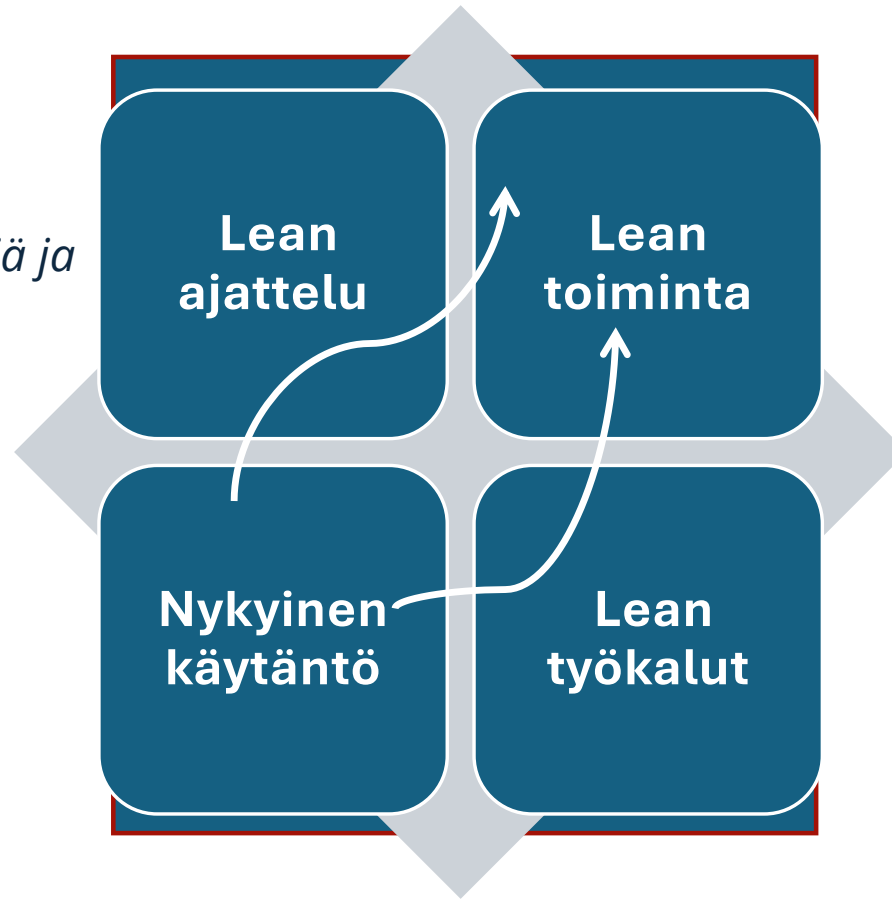 Lean
ajattelu
Lean
toiminta
ä ja
Nykyinen
käytäntö
Lean
työkalut